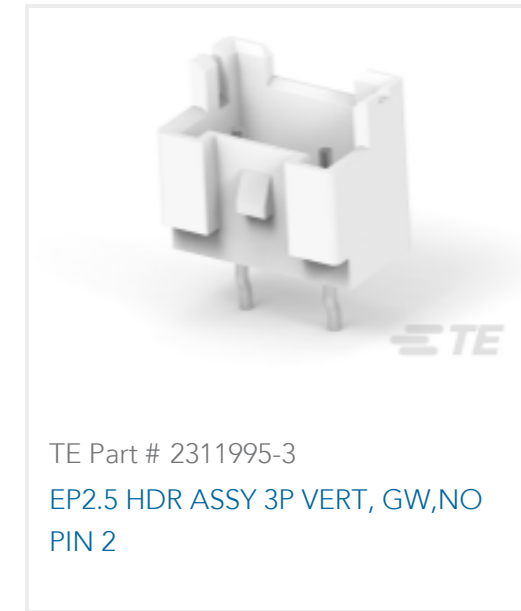 TE
TE Part # 2311995-3
EP2.5 HDR ASSY 3P VERT, GW,NO
PIN 2